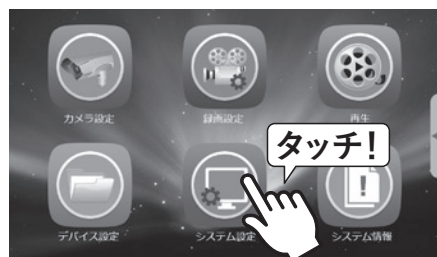 カメラ設定
録画設定
再生
タッチ！
デバイス設定
システム設定
システム情報